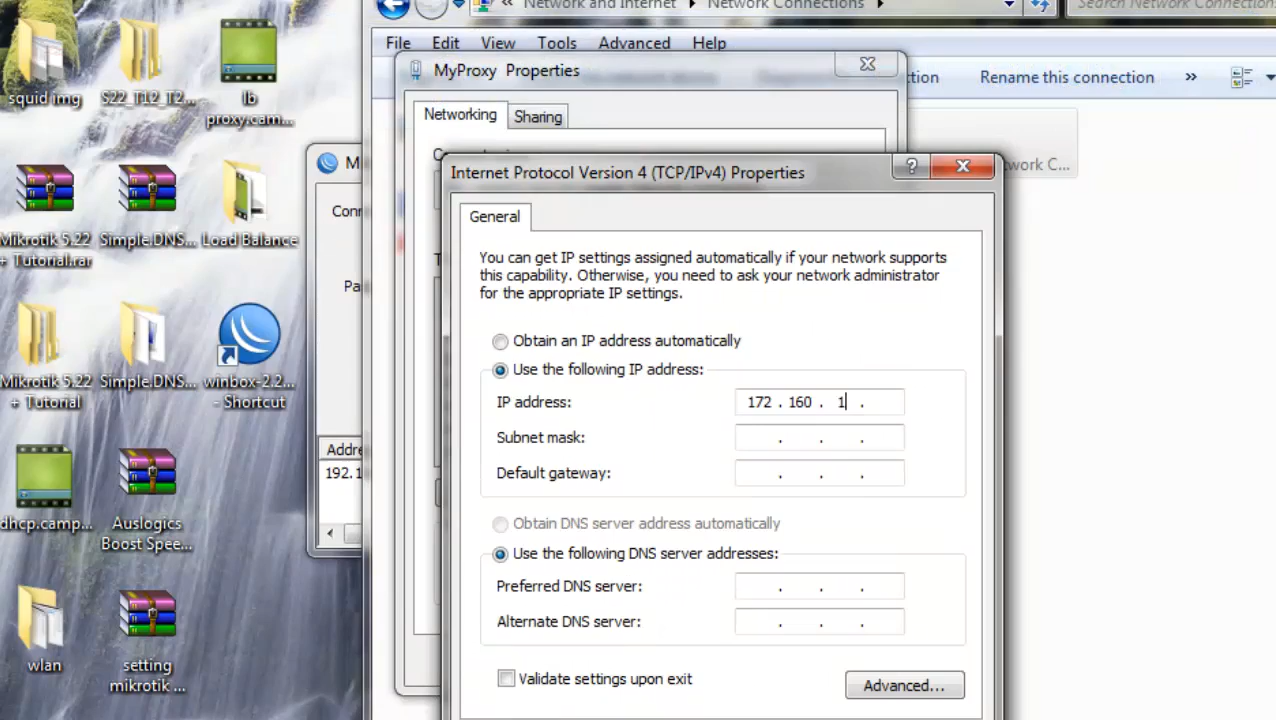 « Network and Internet Network Connections Search Network Connections
File Edit View Tools Advanced Help
MyProxy Properties
Rename this connection »
Networking Sharing
squid img
S22_T12_T2...
lb
proxy.cam...
Internet Protocol Version 4 (TCP/IPv4) Properties
General
Mikrotik 5.22
+ Tutorial.rar
Simple.DNS...
Load Balance
You can get IP settings assigned automatically if your network supports
this capability. Otherwise, you need to ask your network administrator
for the appropriate IP settings.
Obtain an IP address automatically
Use the following IP address:
IP address: 172 . 160 . 1 .
Subnet mask: . . .
Default gateway: . . .
Mikrotik 5.22
+ Tutorial
Simple.DNS...
winbox-2.2...
- Shortcut
192.1
Obtain DNS server address automatically
Use the following DNS server addresses:
Preferred DNS server: . . .
Alternate DNS server: . . .
dhcp.camp...
Auslogics
Boost Spee...
Validate settings upon exit
Advanced...
wlan
setting
mikrotik ...